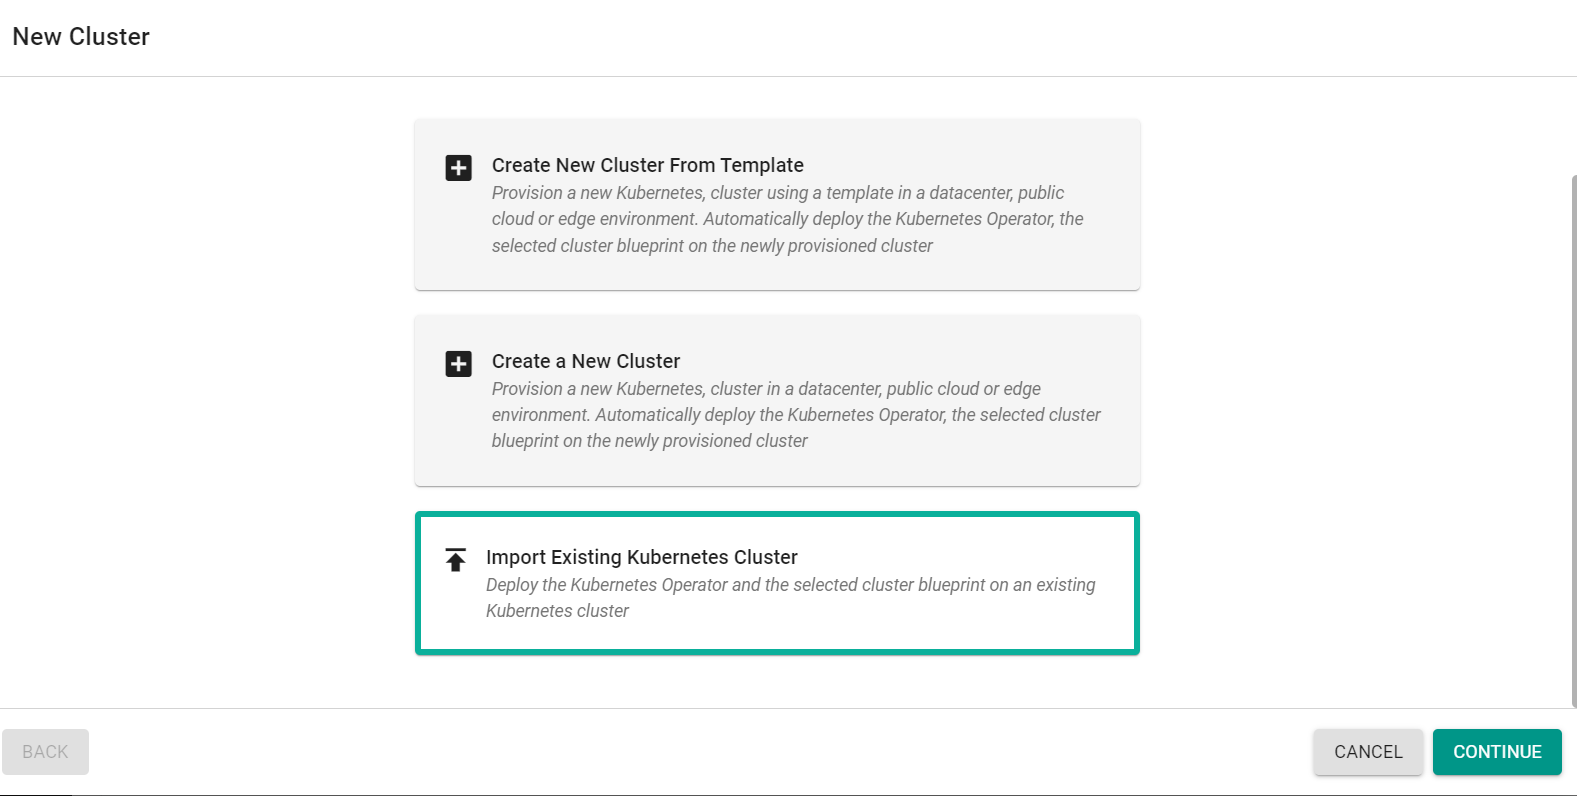 New Cluster
Create New Cluster From Template
Provision a new Kubernetes, cluster using a template in a datacenter, public
cloud or edge environment. Automatically deploy the Kubernetes Operator, the
selected cluster blueprint on the newly provisioned cluster
Create a New Cluster
Provision a new Kubernetes, cluster in a datacenter, public cloud or edge
environment. Automatically deploy the Kubernetes Operator, the selected cluster
blueprint on the newly provisioned cluster
Import Existing Kubernetes Cluster
Deploy the Kubernetes Operator and the selected cluster blueprint on an existing
Kubernetes cluster
BACK
CANCEL
CONTINUE